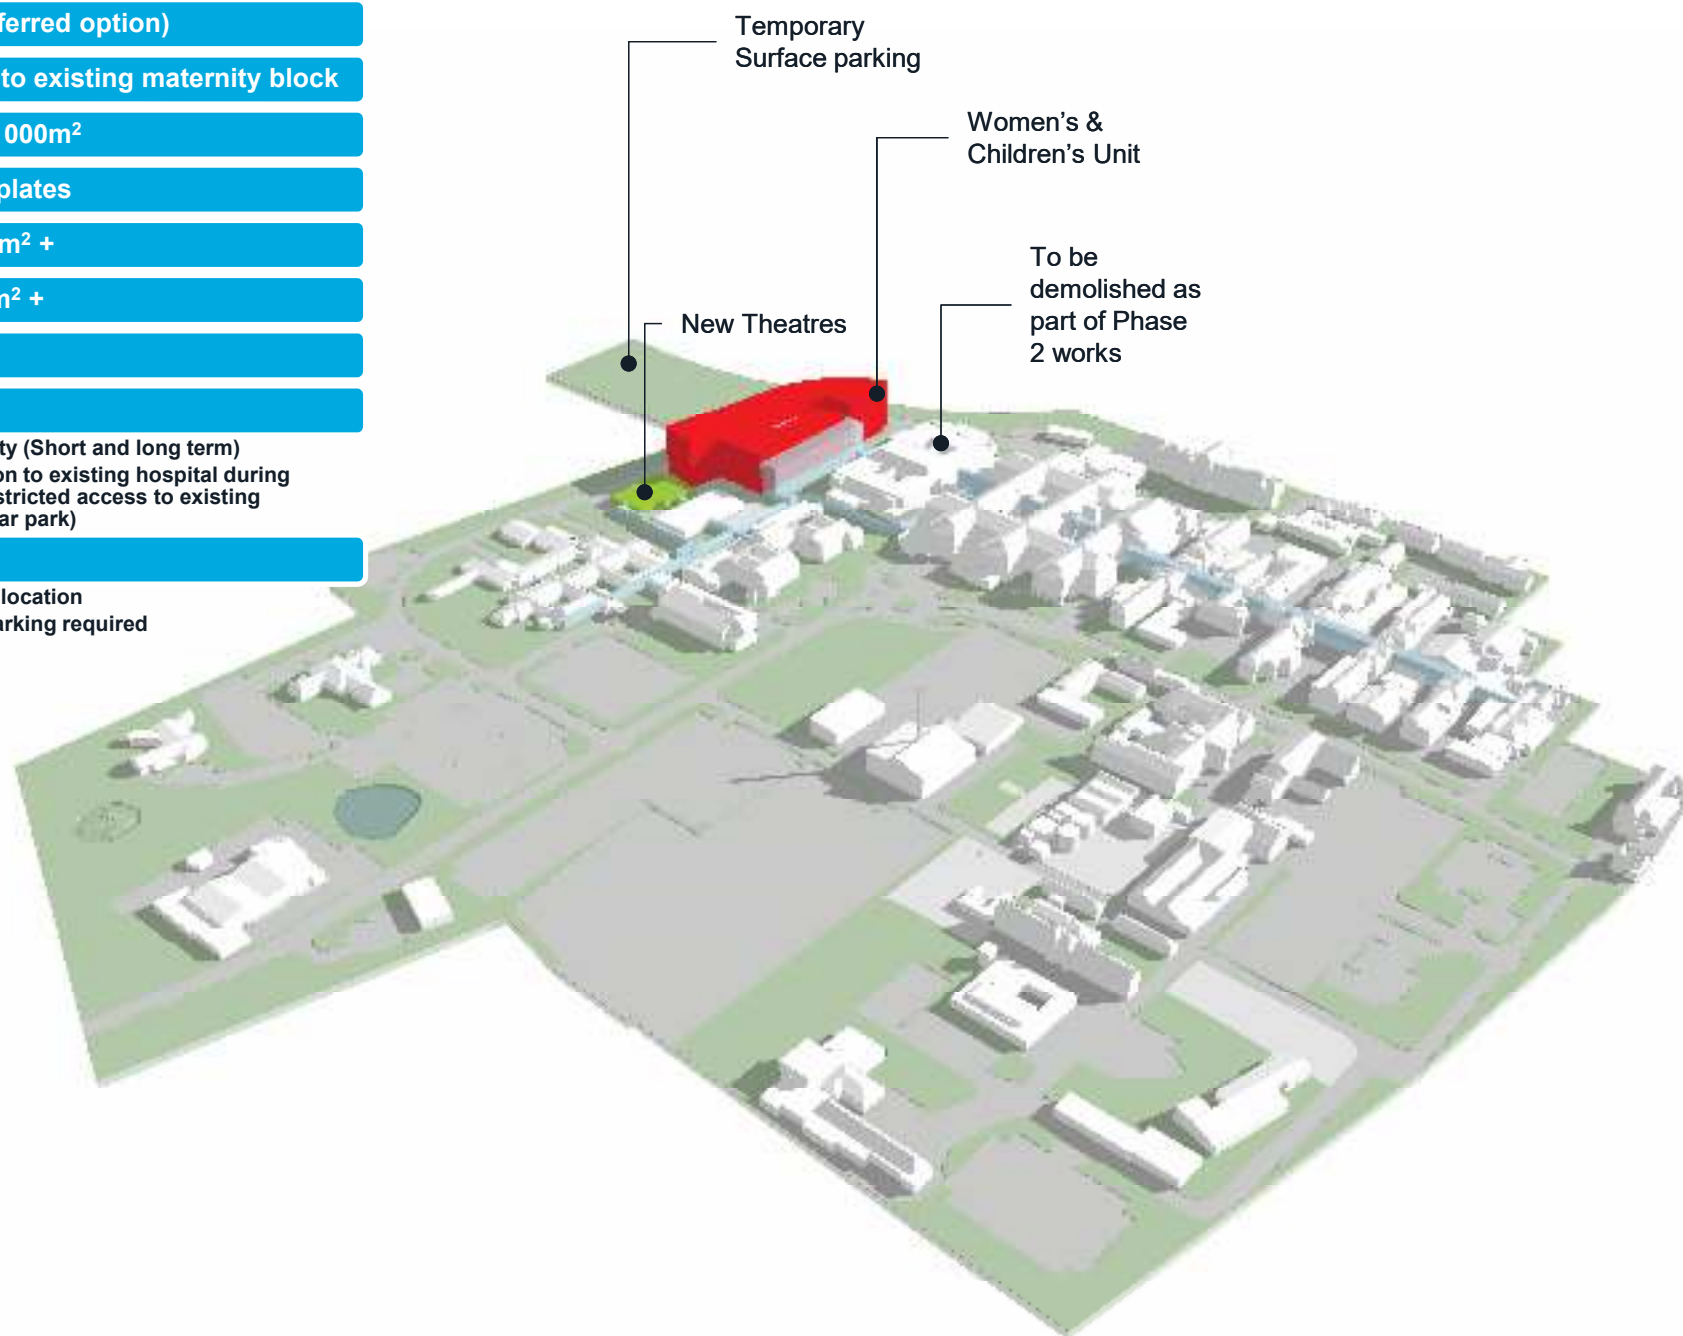 ferred option)
to existing maternity block
000m²
plates
m² +
m² +
ty (Short and long term)
on to existing hospital during
stricted access to existing
ar park)
location
arking required
Temporary
Surface parking
Women's &
Children's Unit
To be
demolished as
part of Phase
2 works
New Theatres